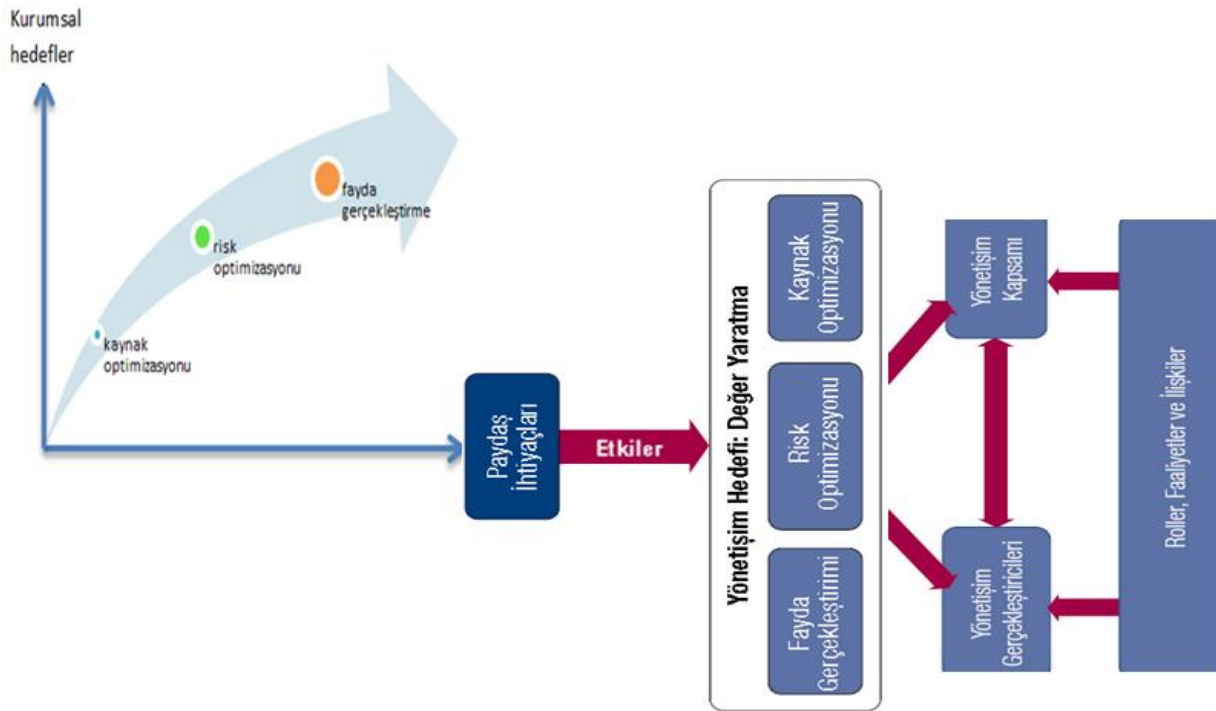 Kurumsal
hedefler
fayda
gerçekleştirme
risk
optimizasyonu
kaynak
optimizasyonu
Paydaş
İhtiyaçları
Etkiler
Yönetişim Hedefi: Değer Yaratma
Kaynak
Optimizasyonu
Risk
Optimizasyonu
Fayda
Gerçekleştirimi
Yönetişim
Kapsamı
Yönetişim
Gerçekleştiricileri
Roller, Faaliyetler ve İlişkiler